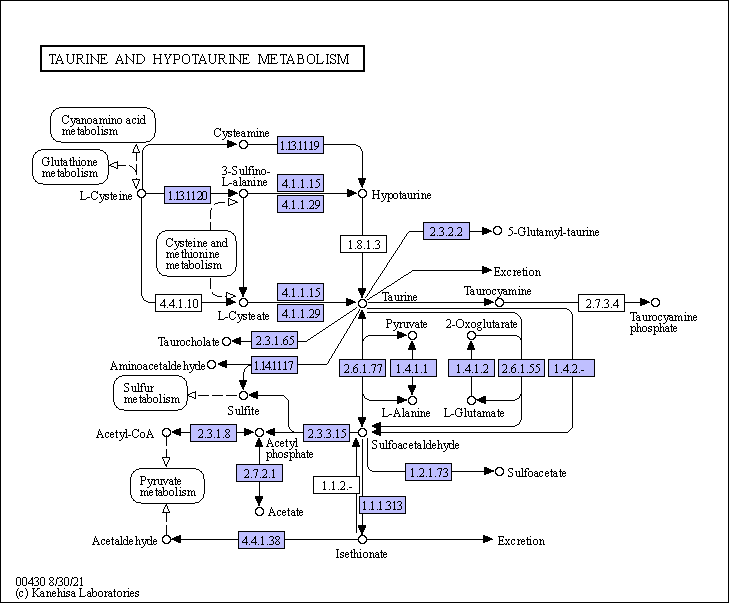 TAURINE AND HYPOTAURINE METABOLISM
Cyanoamino acid
metabolism
Cysteamine
1.13.11.19
Glutathione
metabolism
3-Sulfino-
L-alanine
4.1.1.15
L-Cysteine
1.13.11.20
Hypotaurine
4.1.1.29
5-Glutamyl-taurine
2.3.2.2
Cysteine and
methionine
metabolism
1.8.1.3
Excretion
4.1.1.15
Taurocyamine
4.4.1.10
Taurine
2.7.3.4
L-Cysteate
4.1.1.29
Taurocyamine
phosphate
Pyruvate
2-Oxoglutarate
Taurocholate
2.3.1.65
Aminoacetaldehyde
1.14.11.17
2.6.1.77
1.4.1.1
1.4.1.2
2.6.1.55
1.4.2.-
Sulfur
metabolism
Sulfite
L-Alanine
L-Glutamate
Acetyl-CoA
2.3.1.8
Acetyl
phosphate
2.3.3.15
Sulfoacetaldehyde
2.7.2.1
1.2.1.73
Sulfoacetate
Pyruvate
metabolism
1.1.2.-
1.1.1.313
Acetate
Acetaldehyde
4.4.1.38
Isethionate
Excretion
00430 8/30/21
(c) Kanehisa Laboratories